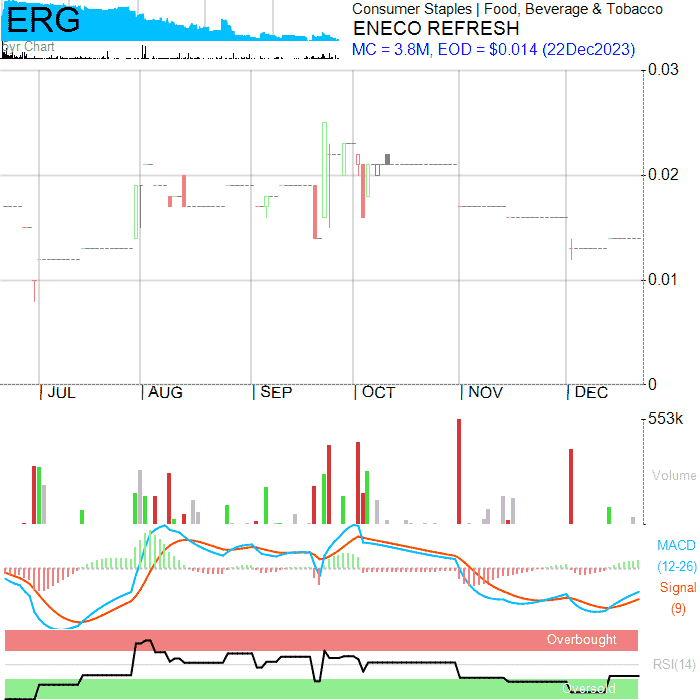 ERG
Consumer Staples | Food, Beverage & Tobacco
ENECO REFRESH
MC = 3.8M, EOD = $0.014 (22Dec2023)
5yr Chart
0.03
0.02
0.01
0
| JUL | AUG | SEP | OCT | NOV | DEC
553k
Volume
MACD
(12-26)
Signal
(9)
Overbought
RSI(14)
Oversold